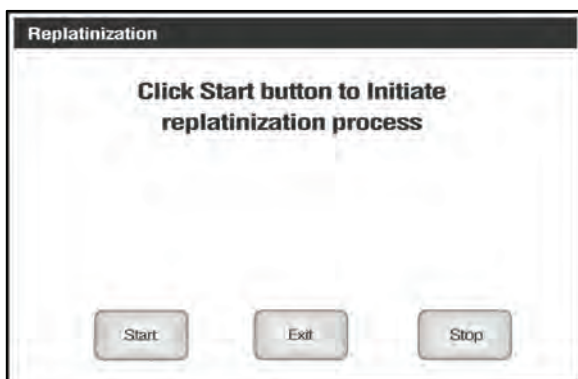 Replatinization
Click Start button to Initiate
replatinization process
Start Exit Stop